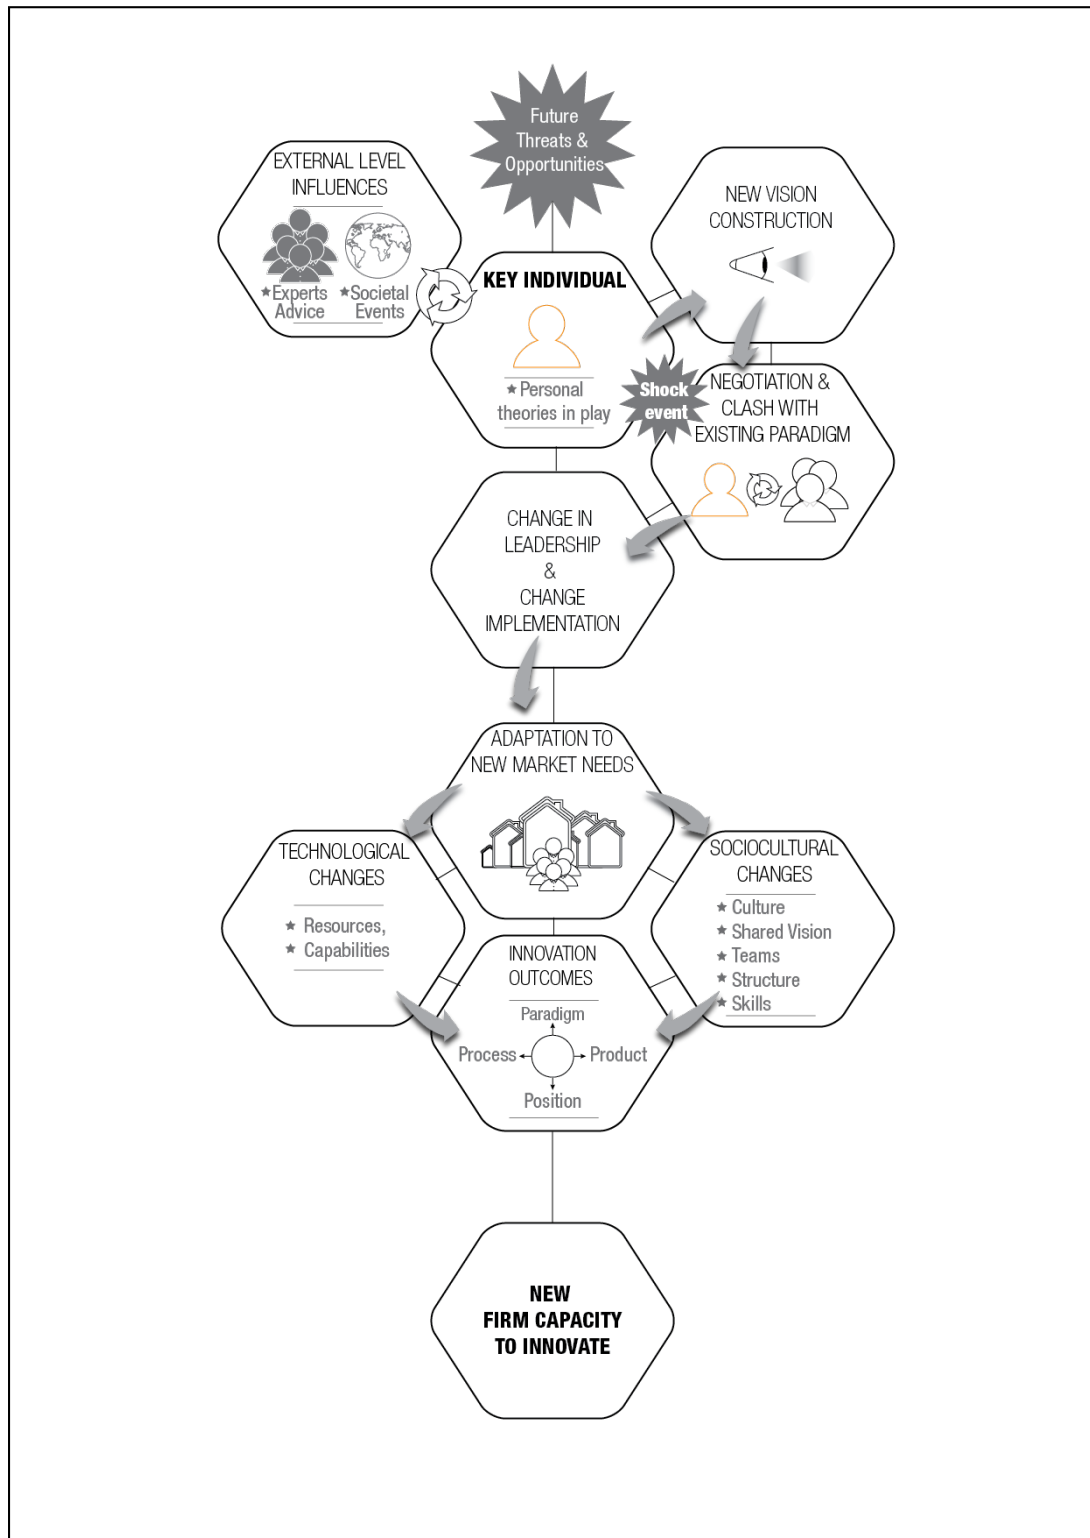 Future
Threats &
Opportunities
EXTERNAL LEVEL
INFLUENCES
Experts
Advice
Societal
Events
KEY INDIVIDUAL
Personal
theories in play
NEW VISION
CONSTRUCTION
Shock
event
NEGOTIATION &
CLASH WITH
EXISTING PARADIGM
CHANGE IN
LEADERSHIP
&
CHANGE
IMPLEMENTATION
ADAPTATION TO
NEW MARKET NEEDS
TECHNOLOGICAL
CHANGES
Resources,
Capabilities
SOCIOCULTURAL
CHANGES
Culture
Shared Vision
Teams
Structure
Skills
INNOVATION
OUTCOMES
Paradigm
Process
Product
Position
NEW
FIRM CAPACITY
TO INNOVATE